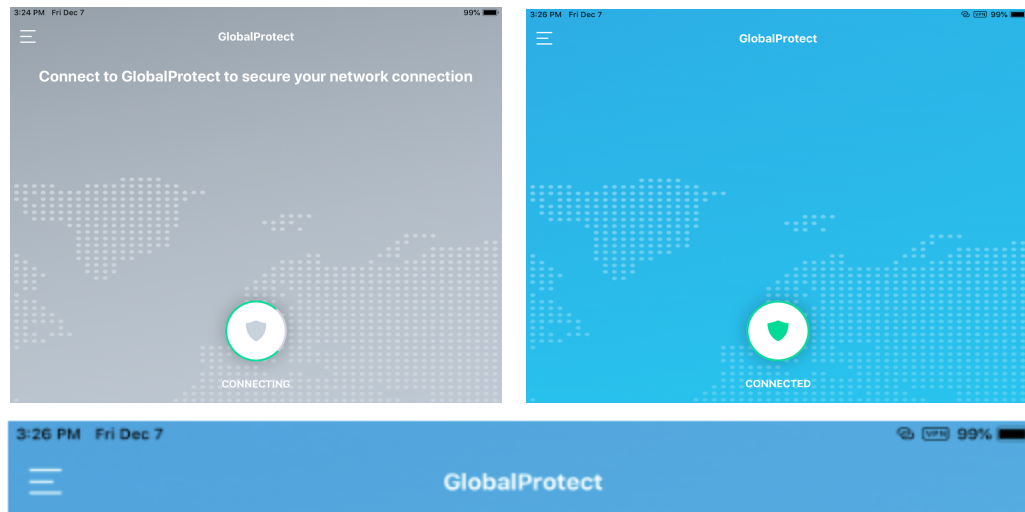 3:24 PM Fri Dec 7 99%
GlobalProtect
Connect to GlobalProtect to secure your network connection
CONNECTING
3:26 PM Fri Dec 7 VPN 99%
GlobalProtect
CONNECTED
3:26 PM Fri Dec 7 VPN 99%
GlobalProtect